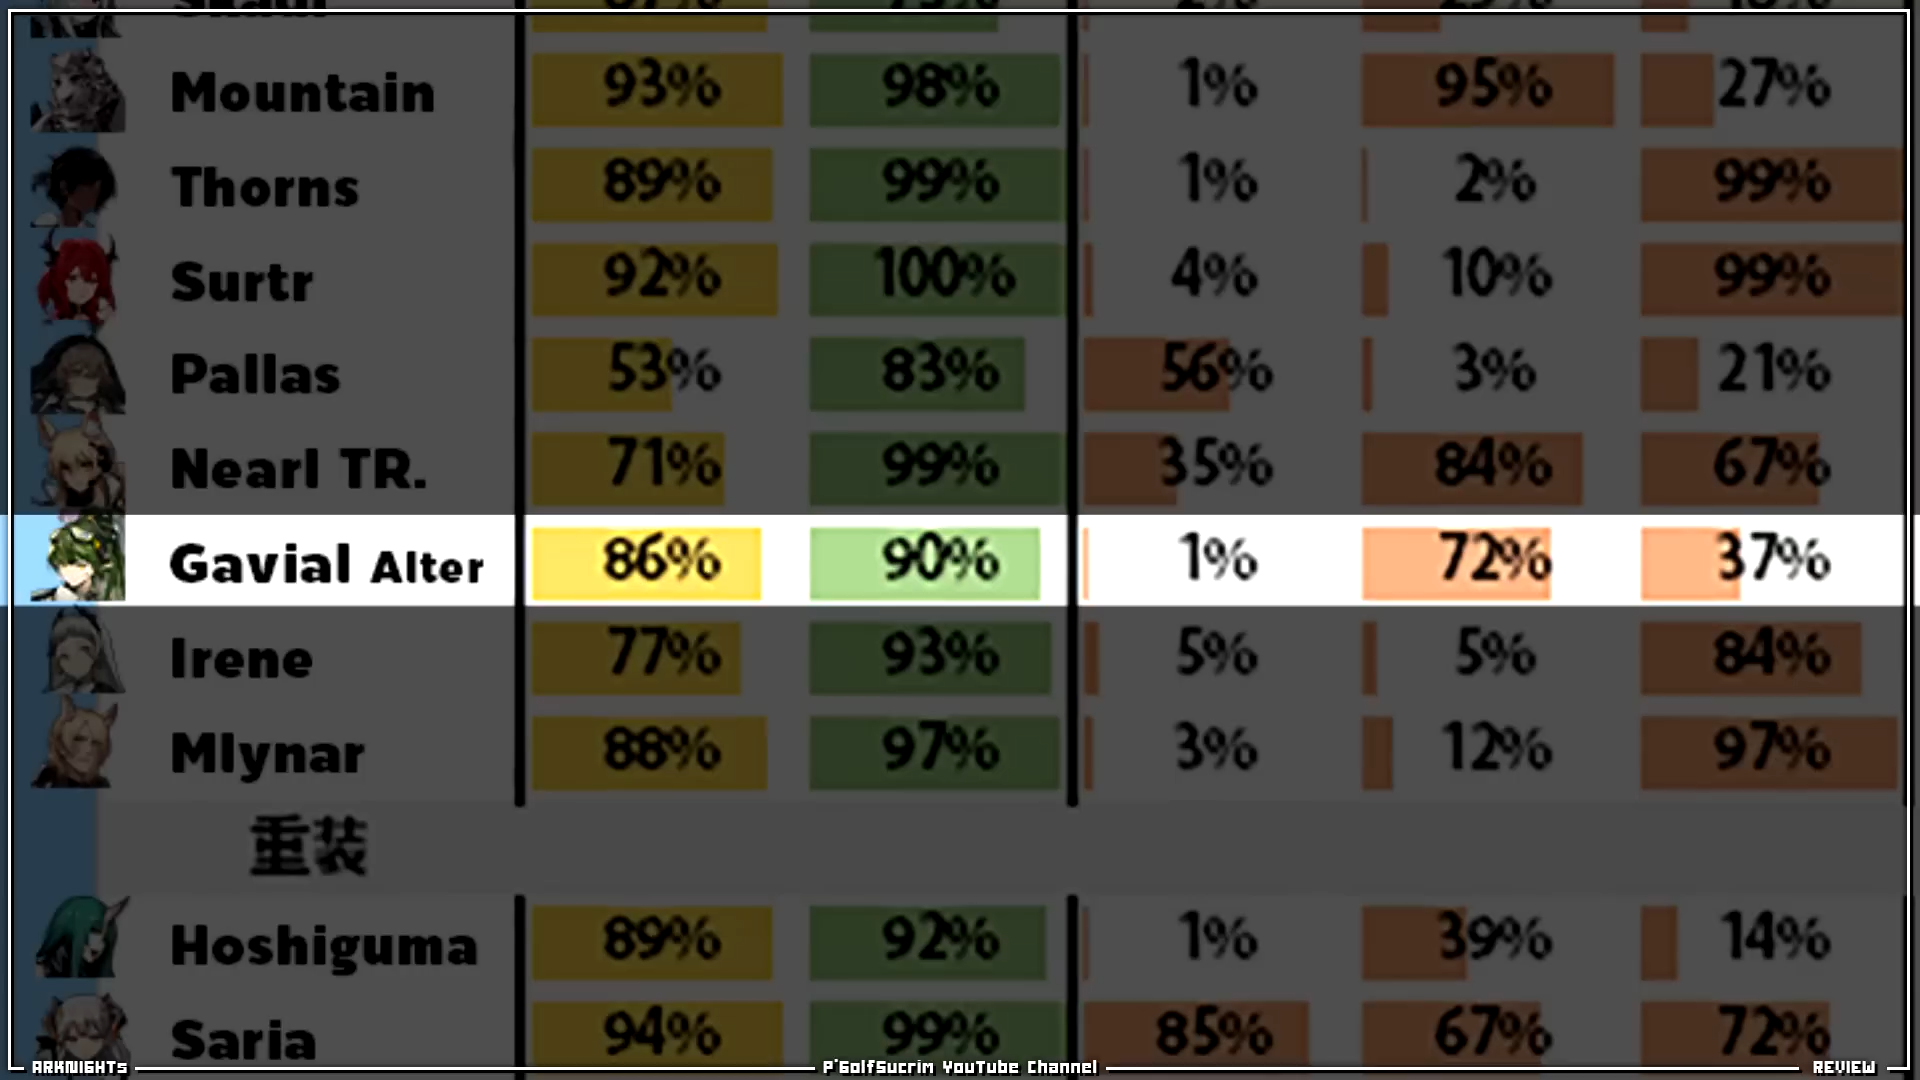 Mountain 93% 98% 1% 95% 27%
Thorns 89% 99% 1% 2% 99%
Surtr 92% 100% 4% 10% 99%
Pallas 53% 83% 56% 3% 21%
Nearl TR. 71% 99% 35% 84% 67%
Gavial Alter 86% 90% 1% 72% 37%
Irene 77% 93% 5% 5% 84%
Mlynar 88% 97% 3% 12% 97%
重装
Hoshiguma 89% 92% 1% 39% 14%
Saria 94% 99% 85% 67% 72%
ARKNIGHTS P'GolfSucrim YouTube Channel REVIEW